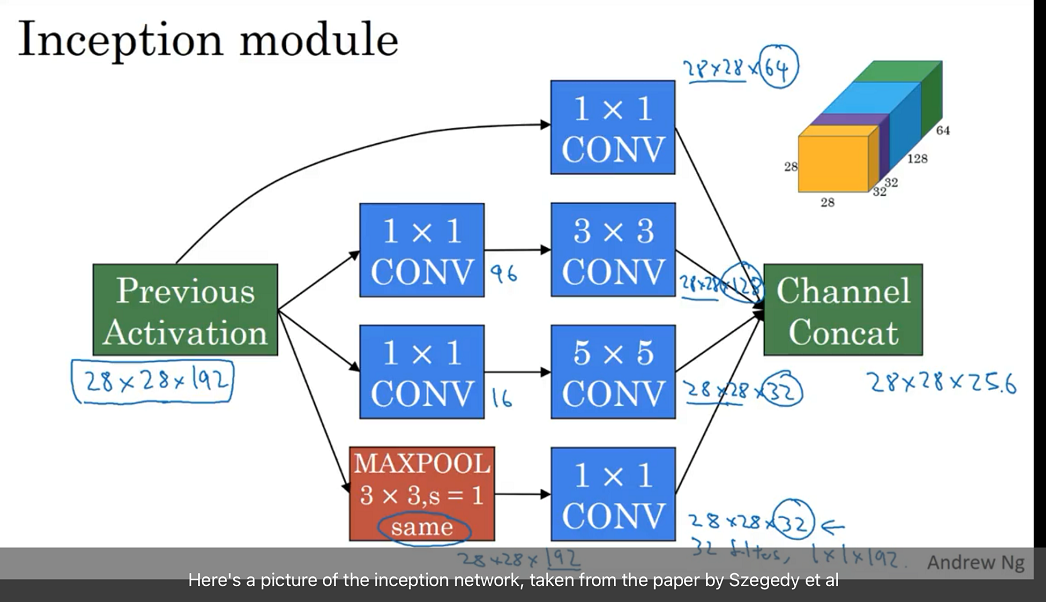 Inception module
28×28×64
1 × 1
CONV
28
28
32
32
128
64
1 × 1
CONV
96
3 × 3
CONV
28×28×128
Previous
Activation
28×28×192
Channel
Concat
28×28×256
1 × 1
CONV
16
5 × 5
CONV
28×28×32
MAXPOOL
3 × 3,s = 1
same
28×28×192
1 × 1
CONV
28×28×32 ←
32 filters, 1×1×192.
Andrew Ng
Here's a picture of the inception network, taken from the paper by Szegedy et al